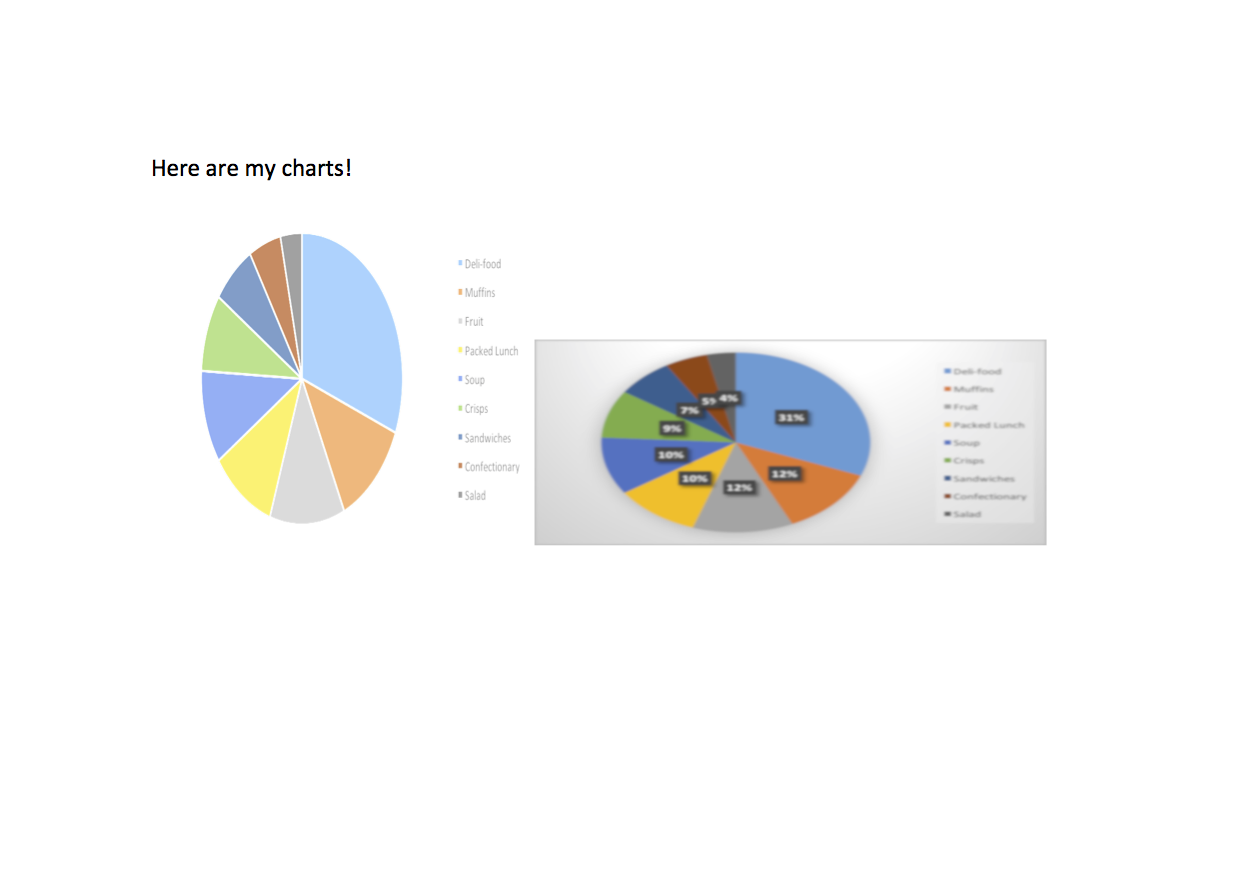 Here are my charts!
Deli-food
Muffins
Fruit
Packed Lunch
Soup
Crisps
Sandwiches
Confectionary
Salad
31%
12%
12%
10%
10%
9%
7%
5%
4%
Deli-food
Muffins
Fruit
Packed Lunch
Soup
Crisps
Sandwiches
Confectionary
Salad